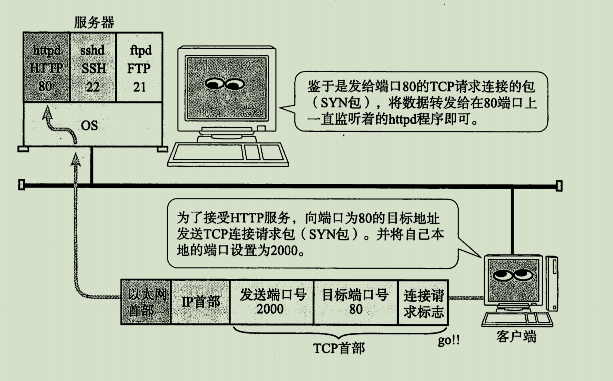 服务器
httpd
HTTP
80
sshd
SSH
22
ftpd
FTP
21
OS
鉴于是发给端口80的TCP请求连接的包
（SYN包），将数据转发给在80端口上
一直监听着的httpd程序即可。
为了接受HTTP服务，向端口为80的目标地址
发送TCP连接请求包（SYN包）。并将自己本
地的端口设置为2000。
以太网
首部
IP首部
发送端口号
2000
目标端口号
80
连接请
求标志
TCP首部
go!!
客户端